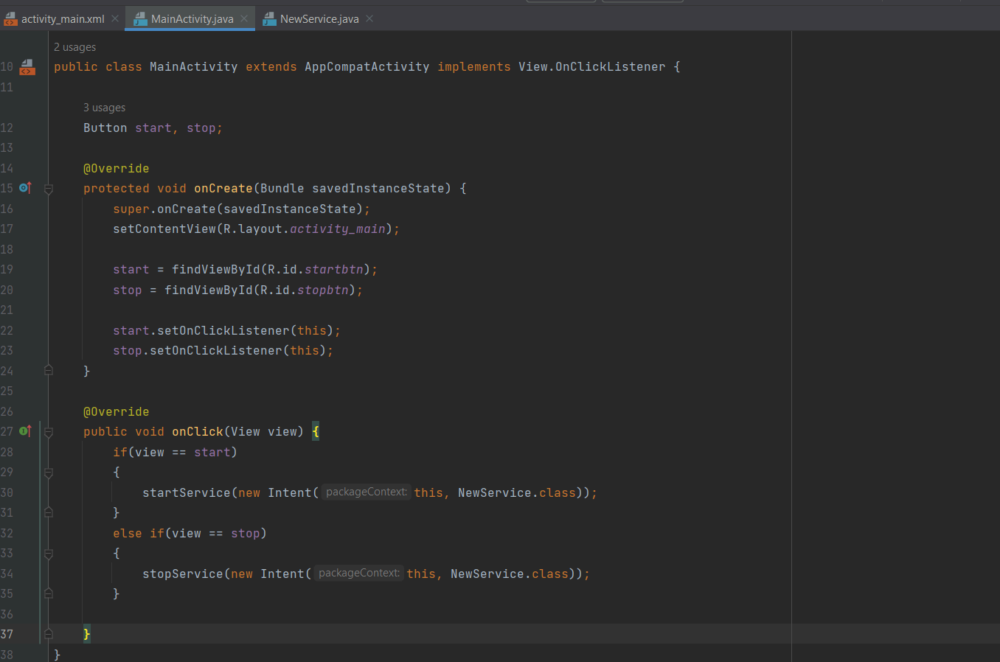 activity_main.xml MainActivity.java NewService.java
2 usages
10 public class MainActivity extends AppCompatActivity implements View.OnClickListener {
11
3 usages
12 Button start, stop;
13
14 @Override
15 protected void onCreate(Bundle savedInstanceState) {
16 super.onCreate(savedInstanceState);
17 setContentView(R.layout.activity_main);
18
19 start = findViewById(R.id.startbtn);
20 stop = findViewById(R.id.stopbtn);
21
22 start.setOnClickListener(this);
23 stop.setOnClickListener(this);
24 }
25
26 @Override
27 public void onClick(View view) {
28 if(view == start)
29 {
30 startService(new Intent( packageContext: this, NewService.class));
31 }
32 else if(view == stop)
33 {
34 stopService(new Intent( packageContext: this, NewService.class));
35 }
36
37 }
38 }